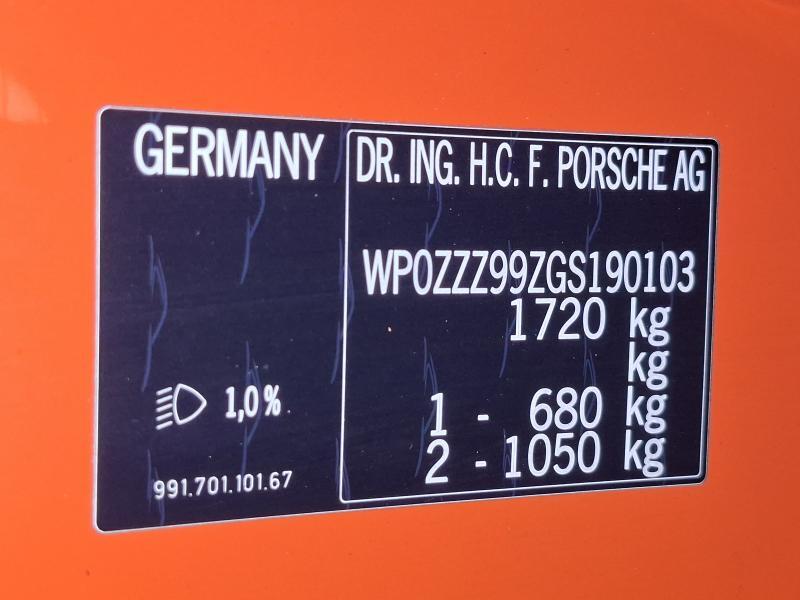 GERMANY
DR. ING. H.C. F. PORSCHE AG
WP0ZZZ99ZGS190103
1720 kg
kg
1 - 680 kg
2 - 1050 kg
1,0%
991.701.101.67